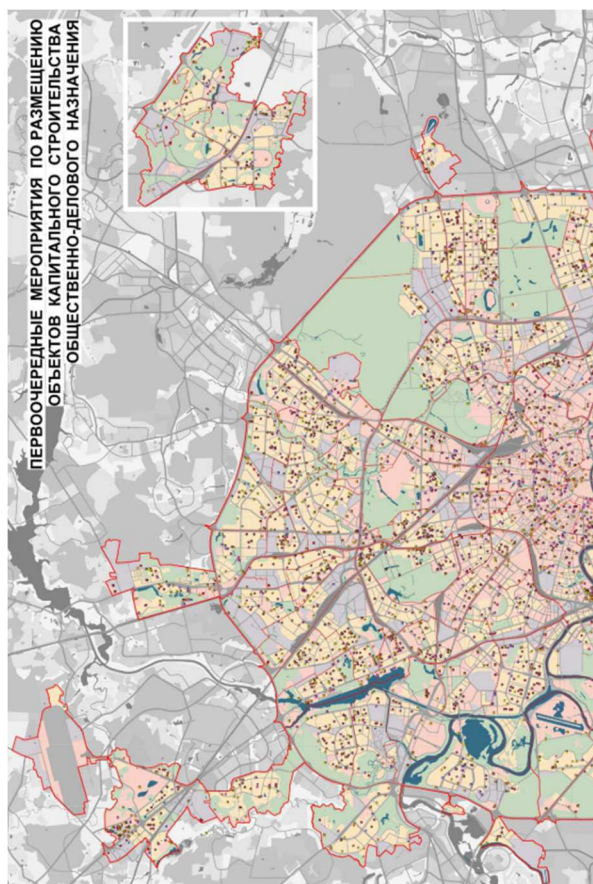 ПЕРВООЧЕРЕДНЫЕ МЕРОПРИЯТИЯ ПО РАЗМЕЩЕНИЮ
ОБЪЕКТОВ КАПИТАЛЬНОГО СТРОИТЕЛЬСТВА
ОБЩЕСТВЕННО-ДЕЛОВОГО НАЗНАЧЕНИЯ